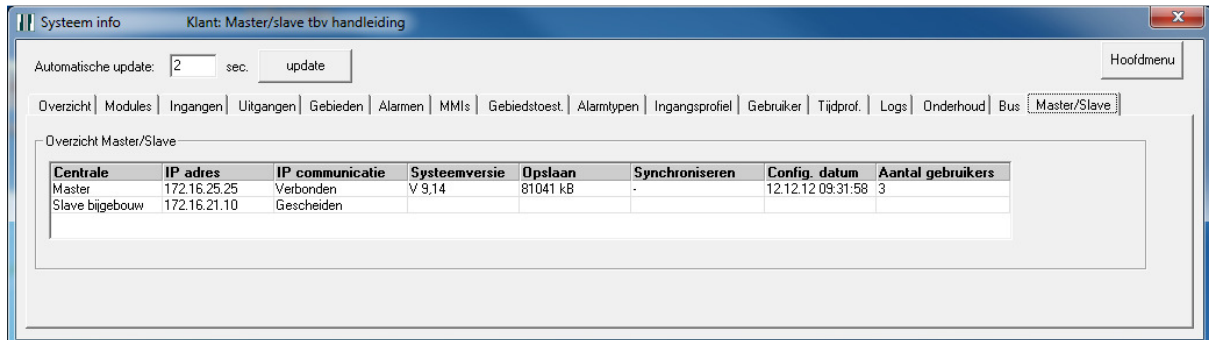 Systeem info Klant: Master/slave tbv handleiding
Automatische update: 2 sec. update Hoofdmenu
Overzicht Modules Ingangen Uitgangen Gebieden Alarmen MMIs Gebiedstoest. Alarmtypen Ingangsprofiel Gebruiker Tijdprof. Logs Onderhoud Bus Master/Slave
Overzicht Master/Slave
Centrale IP adres IP communicatie Systeemversie Opslaan Synchroniseren Config. datum Aantal gebruikers
Master 172.16.25.25 Verbonden V 9,14 81041 kB - 12.12.12 09:31:58 3
Slave bijgebouw 172.16.21.10 Gescheiden